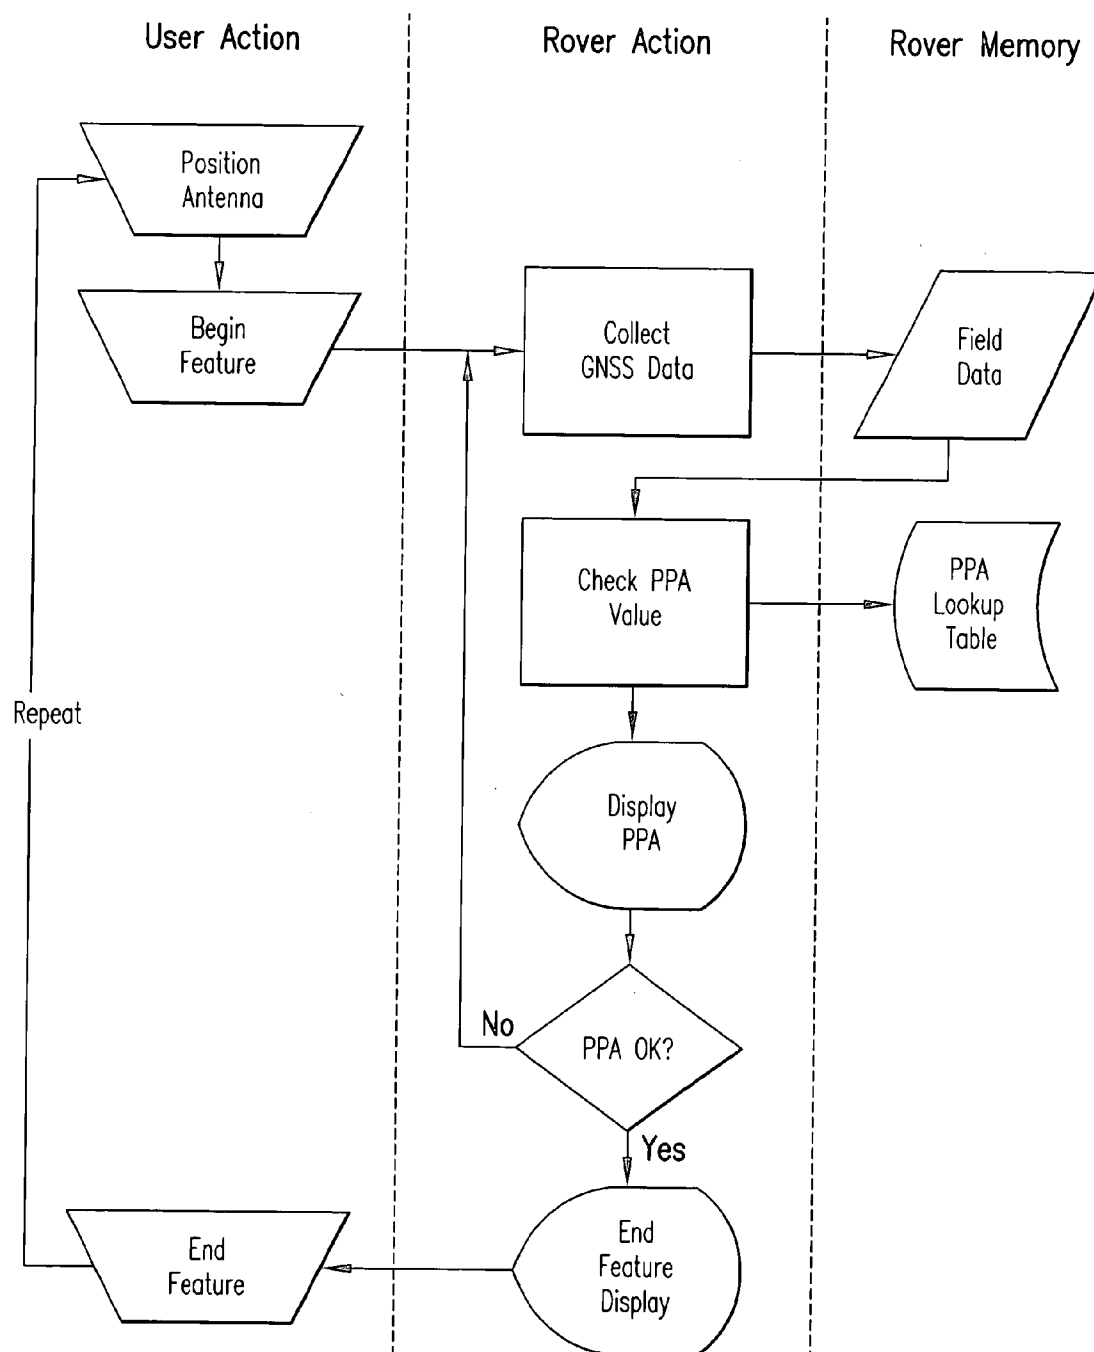 User Action
Rover Action
Rover Memory
Position
Antenna
Begin
Feature
Collect
GNSS Data
Field
Data
Check PPA
Value
PPA
Lookup
Table
Repeat
Display
PPA
No
PPA OK?
Yes
End
Feature
End
Feature
Display